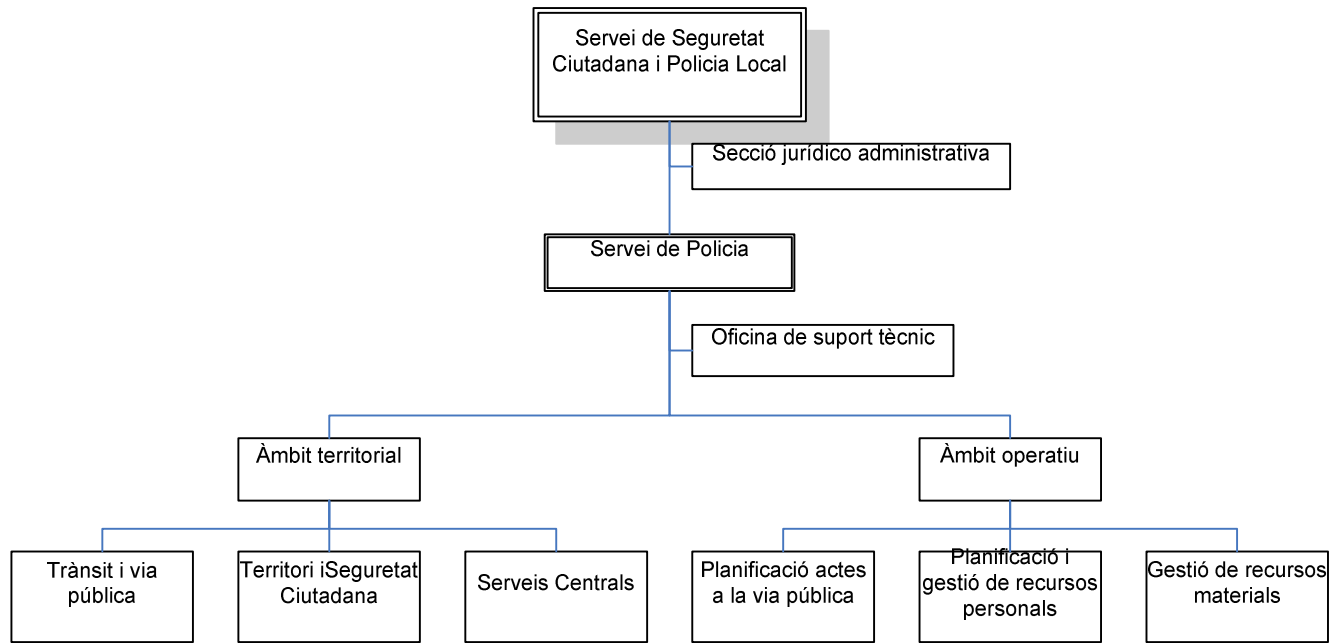 Servei de Seguretat
Ciutadana i Policia Local
Secció jurídico administrativa
Servei de Policia
Oficina de suport tècnic
Àmbit territorial
Àmbit operatiu
Trànsit i via
pública
Territori iSeguretat
Ciutadana
Serveis Centrals
Planificació actes
a la via pública
Planificació i
gestió de recursos
personals
Gestió de recursos
materials